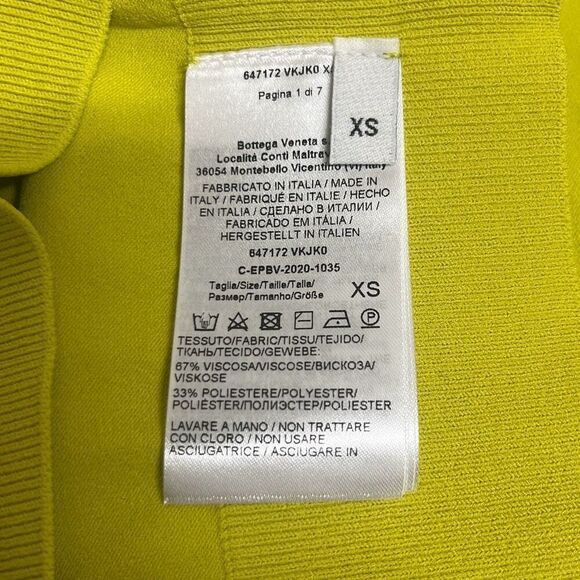 647172 VKJK0
Pagina 1 di 7
XS
Bottega Veneta
Località Conti
36054 Montebello Vicentino (VI) Italy
FABBRICATO IN ITALIA / MADE IN
ITALY / FABRIQUÉ EN ITALIE / HECHO
EN ITALIA / СДЕЛАНО В ИТАЛИИ /
FABRICADO EM ITÁLIA /
HERGESTELLT IN ITALIEN
647172 VKJK0
C-EPBV-2020-1035
Taglia/Size/Taille/Talla/
Размер/Tamanho/Größe XS
TESSUTO/FABRIC/TISSU/TEJIDO/
ТКАНЬ/TECIDO/GEWEBE:
67% VISCOSA/VISCOSE/ВИСКОЗА/
VISKOSE
33% POLIESTERE/POLYESTER/
POLIÉSTER/ПОЛИЭСТЕР/POLYESTER
LAVARE A MANO / NON TRATTARE
CON CLORO / NON USARE
ASCIUGATRICE / ASCIUGARE IN